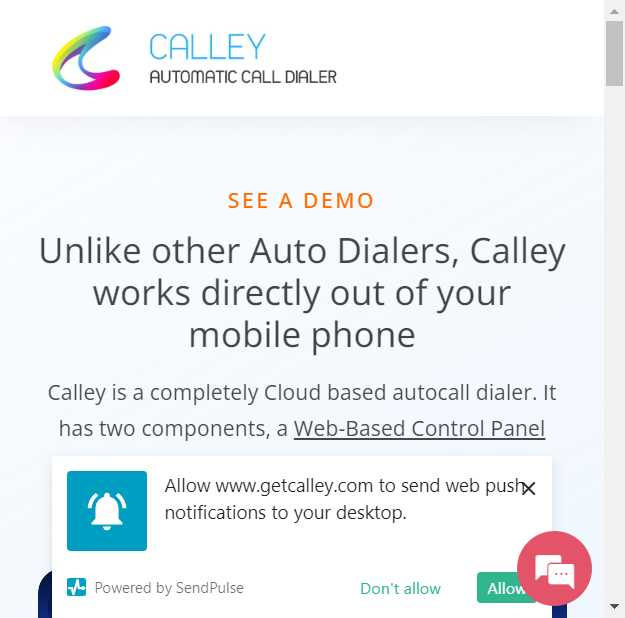 CALLEY
AUTOMATIC CALL DIALER
SEE A DEMO
Unlike other Auto Dialers, Calley
works directly out of your
mobile phone
Calley is a completely Cloud based autocall dialer. It
has two components, a Web-Based Control Panel
Allow www.getcalley.com to send web push
notifications to your desktop.
Powered by SendPulse
Don't allow
Allow